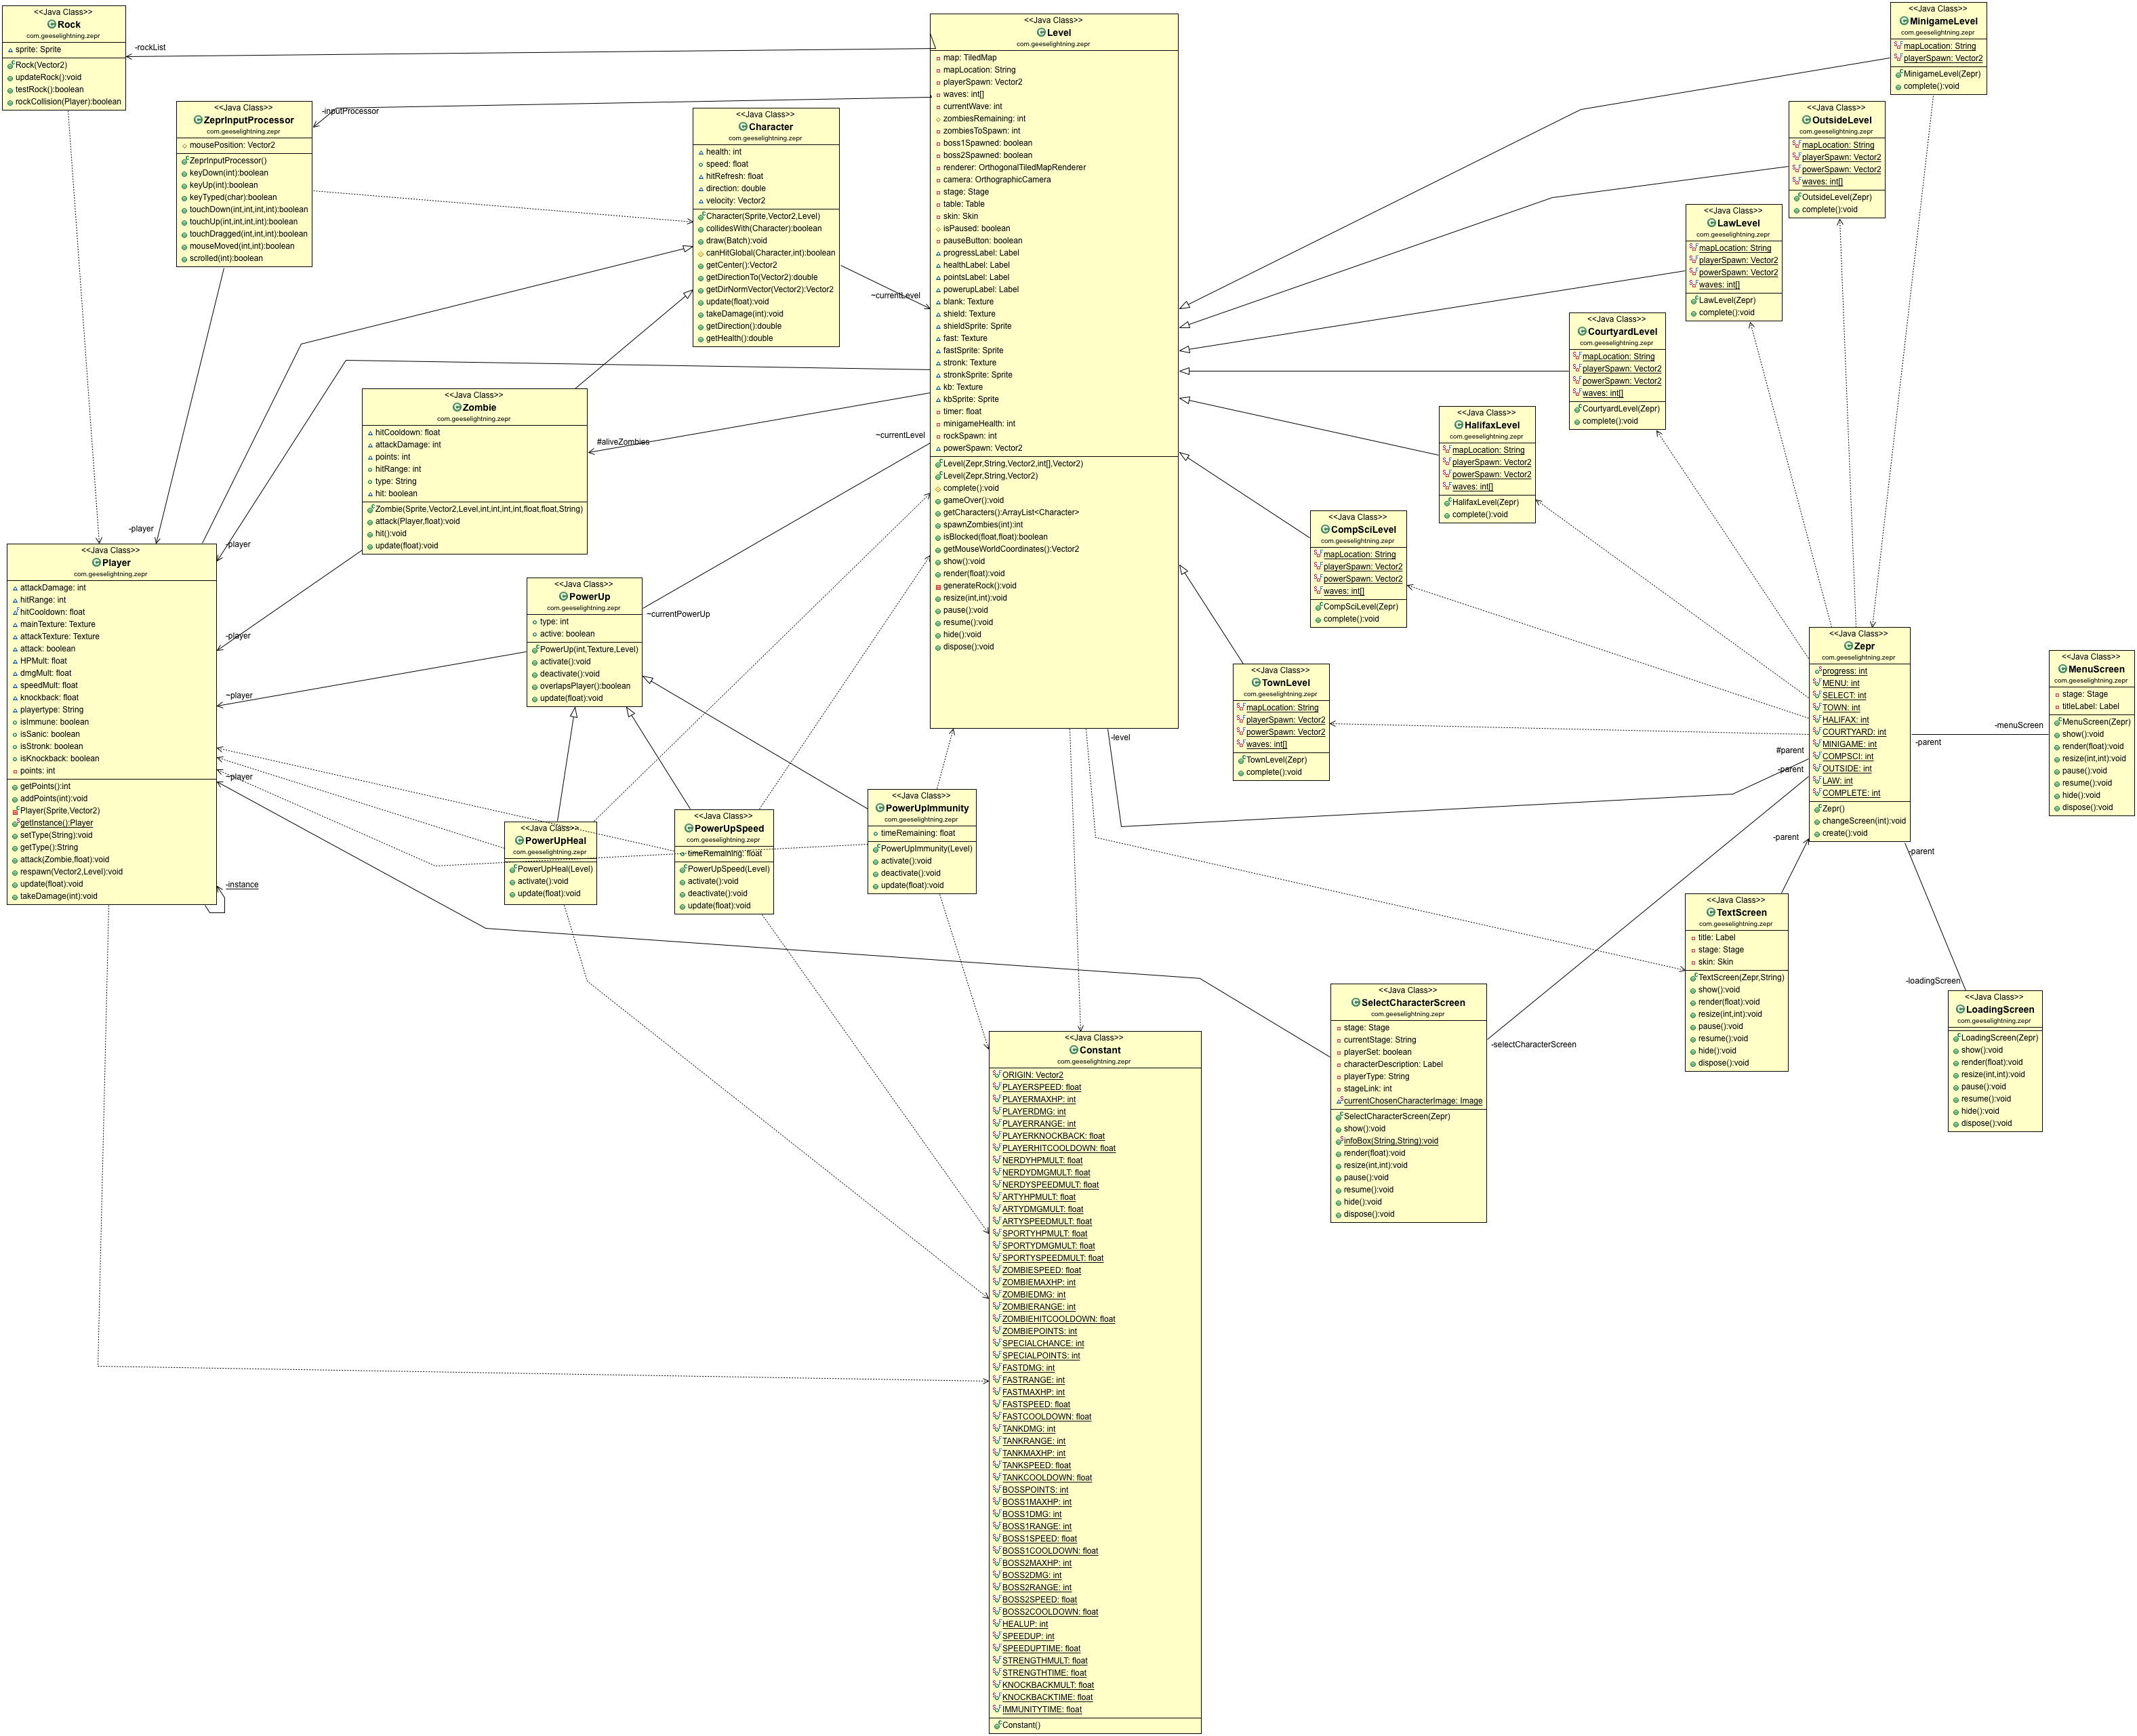 <<Java Class>>
Rock
com.geeselightning.zepr
sprite: Sprite
Rock(Vector2)
updateRock():void
testRock():boolean
rockCollision(Player):boolean
-rockList
<<Java Class>>
ZeprInputProcessor
com.geeselightning.zepr
mousePosition: Vector2
ZeprInputProcessor()
keyDown(int):boolean
keyUp(int):boolean
keyTyped(char):boolean
touchDown(int,int,int,int):boolean
touchUp(int,int,int,int):boolean
touchDragged(int,int,int):boolean
mouseMoved(int,int):boolean
scrolled(int):boolean
-inputProcessor
<<Java Class>>
Character
com.geeselightning.zepr
health: int
speed: float
hitRefresh: float
direction: double
velocity: Vector2
Character(Sprite,Vector2,Level)
collidesWith(Character):boolean
draw(Batch):void
canHitGlobal(Character,int):boolean
getCenter():Vector2
getDirectionTo(Vector2):double
getDirNormVector(Vector2):Vector2
update(float):void
takeDamage(int):void
getDirection():double
getHealth():double
~currentLevel
<<Java Class>>
Level
com.geeselightning.zepr
map: TiledMap
mapLocation: String
playerSpawn: Vector2
waves: int[]
currentWave: int
zombiesRemaining: int
zombiesToSpawn: int
boss1Spawned: boolean
boss2Spawned: boolean
renderer: OrthogonalTiledMapRenderer
camera: OrthographicCamera
stage: Stage
table: Table
skin: Skin
isPaused: boolean
pauseButton: boolean
progressLabel: Label
healthLabel: Label
pointsLabel: Label
powerupLabel: Label
blank: Texture
shield: Texture
shieldSprite: Sprite
fast: Texture
fastSprite: Sprite
stronk: Texture
stronkSprite: Sprite
kb: Texture
kbSprite: Sprite
timer: float
minigameHealth: int
rockSpawn: int
powerSpawn: Vector2
Level(Zepr,String,Vector2,int[],Vector2)
Level(Zepr,String,Vector2)
complete():void
gameOver():void
getCharacters():ArrayList<Character>
spawnZombies(int):int
isBlocked(float,float):boolean
getMouseWorldCoordinates():Vector2
show():void
render(float):void
generateRock():void
resize(int,int):void
pause():void
resume():void
hide():void
dispose():void
-level
<<Java Class>>
MinigameLevel
com.geeselightning.zepr
mapLocation: String
playerSpawn: Vector2
MinigameLevel(Zepr)
complete():void
<<Java Class>>
OutsideLevel
com.geeselightning.zepr
mapLocation: String
playerSpawn: Vector2
powerSpawn: Vector2
waves: int[]
OutsideLevel(Zepr)
complete():void
<<Java Class>>
LawLevel
com.geeselightning.zepr
mapLocation: String
playerSpawn: Vector2
powerSpawn: Vector2
waves: int[]
LawLevel(Zepr)
complete():void
<<Java Class>>
CourtyardLevel
com.geeselightning.zepr
mapLocation: String
playerSpawn: Vector2
powerSpawn: Vector2
waves: int[]
CourtyardLevel(Zepr)
complete():void
<<Java Class>>
HalifaxLevel
com.geeselightning.zepr
mapLocation: String
playerSpawn: Vector2
powerSpawn: Vector2
waves: int[]
HalifaxLevel(Zepr)
complete():void
<<Java Class>>
CompSciLevel
com.geeselightning.zepr
mapLocation: String
playerSpawn: Vector2
powerSpawn: Vector2
waves: int[]
CompSciLevel(Zepr)
complete():void
<<Java Class>>
TownLevel
com.geeselightning.zepr
mapLocation: String
playerSpawn: Vector2
powerSpawn: Vector2
waves: int[]
TownLevel(Zepr)
complete():void
<<Java Class>>
Zombie
com.geeselightning.zepr
hitCooldown: float
attackDamage: int
points: int
hitRange: int
type: String
hit: boolean
Zombie(Sprite,Vector2,Level,int,int,int,int,float,float,String)
attack(Player,float):void
hit():void
update(float):void
#aliveZombies
~currentLevel
-player
-player
-player
~player
~player
-instance
<<Java Class>>
Player
com.geeselightning.zepr
attackDamage: int
hitRange: int
hitCooldown: float
mainTexture: Texture
attackTexture: Texture
attack: boolean
HPMult: float
dmgMult: float
speedMult: float
knockback: float
playertype: String
isImmune: boolean
isSanic: boolean
isStronk: boolean
isKnockback: boolean
points: int
getPoints():int
addPoints(int):void
Player(Sprite,Vector2)
getInstance():Player
setType(String):void
getType():String
attack(Zombie,float):void
respawn(Vector2,Level):void
update(float):void
takeDamage(int):void
<<Java Class>>
PowerUp
com.geeselightning.zepr
type: int
active: boolean
PowerUp(int,Texture,Level)
activate():void
deactivate():void
overlapsPlayer():boolean
update(float):void
~currentPowerUp
<<Java Class>>
PowerUpHeal
com.geeselightning.zepr
PowerUpHeal(Level)
activate():void
update(float):void
<<Java Class>>
PowerUpSpeed
com.geeselightning.zepr
timeRemaining: float
PowerUpSpeed(Level)
activate():void
deactivate():void
update(float):void
<<Java Class>>
PowerUpImmunity
com.geeselightning.zepr
timeRemaining: float
PowerUpImmunity(Level)
activate():void
deactivate():void
update(float):void
<<Java Class>>
Zepr
com.geeselightning.zepr
progress: int
MENU: int
SELECT: int
TOWN: int
HALIFAX: int
COURTYARD: int
MINIGAME: int
COMPSCI: int
OUTSIDE: int
LAW: int
COMPLETE: int
Zepr()
changeScreen(int):void
create():void
#parent
-parent
-parent
-parent
-parent
-menuScreen
<<Java Class>>
MenuScreen
com.geeselightning.zepr
stage: Stage
titleLabel: Label
MenuScreen(Zepr)
show():void
render(float):void
resize(int,int):void
pause():void
resume():void
hide():void
dispose():void
<<Java Class>>
TextScreen
com.geeselightning.zepr
title: Label
stage: Stage
skin: Skin
TextScreen(Zepr,String)
show():void
render(float):void
resize(int,int):void
pause():void
resume():void
hide():void
dispose():void
-loadingScreen
<<Java Class>>
LoadingScreen
com.geeselightning.zepr
LoadingScreen(Zepr)
show():void
render(float):void
resize(int,int):void
pause():void
resume():void
hide():void
dispose():void
<<Java Class>>
SelectCharacterScreen
com.geeselightning.zepr
stage: Stage
currentStage: String
playerSet: boolean
characterDescription: Label
playerType: String
stageLink: int
currentChosenCharacterImage: Image
SelectCharacterScreen(Zepr)
show():void
infoBox(String,String):void
render(float):void
resize(int,int):void
pause():void
resume():void
hide():void
dispose():void
-selectCharacterScreen
<<Java Class>>
Constant
com.geeselightning.zepr
ORIGIN: Vector2
PLAYERSPEED: float
PLAYERMAXHP: int
PLAYERDMG: int
PLAYERRANGE: int
PLAYERKNOCKBACK: float
PLAYERHITCOOLDOWN: float
NERDYHPMULT: float
NERDYDMGMULT: float
NERDYSPEEDMULT: float
ARTYHPMULT: float
ARTYDMGMULT: float
ARTYSPEEDMULT: float
SPORTYHPMULT: float
SPORTYDMGMULT: float
SPORTYSPEEDMULT: float
ZOMBIESPEED: float
ZOMBIEMAXHP: int
ZOMBIEDMG: int
ZOMBIERANGE: int
ZOMBIEHITCOOLDOWN: float
ZOMBIEPOINTS: int
SPECIALCHANCE: int
SPECIALPOINTS: int
FASTDMG: int
FASTRANGE: int
FASTMAXHP: int
FASTSPEED: float
FASTCOOLDOWN: float
TANKDMG: int
TANKRANGE: int
TANKMAXHP: int
TANKSPEED: float
TANKCOOLDOWN: float
BOSSPOINTS: int
BOSS1MAXHP: int
BOSS1DMG: int
BOSS1RANGE: int
BOSS1SPEED: float
BOSS1COOLDOWN: float
BOSS2MAXHP: int
BOSS2DMG: int
BOSS2RANGE: int
BOSS2SPEED: float
BOSS2COOLDOWN: float
HEALUP: int
SPEEDUP: int
SPEEDUPTIME: float
STRENGTHMULT: float
STRENGTHTIME: float
KNOCKBACKMULT: float
KNOCKBACKTIME: float
IMMUNITYTIME: float
Constant()